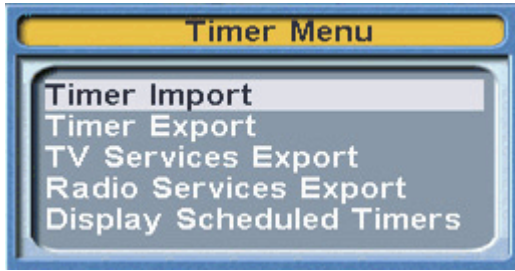 Timer Menu
Timer Import
Timer Export
TV Services Export
Radio Services Export
Display Scheduled Timers